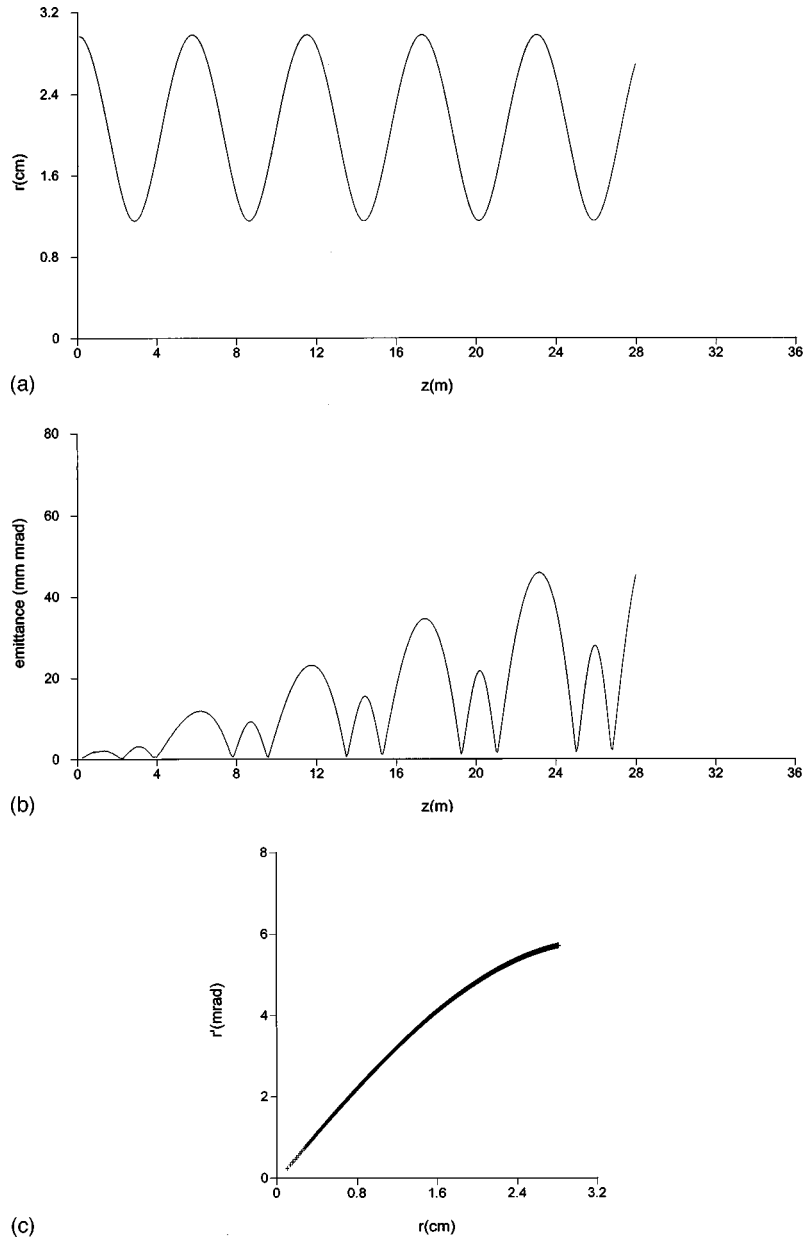 3.2
2.4
1.6
0.8
0
r(cm)
0 4 8 12 16 20 24 28 32 36
z(m)
(a)
80
60
40
20
0
emittance (mm mrad)
0 4 8 12 16 20 24 28 32 36
z(m)
(b)
8
6
4
2
0
r'(mrad)
0 0.8 1.6 2.4 3.2
r(cm)
(c)